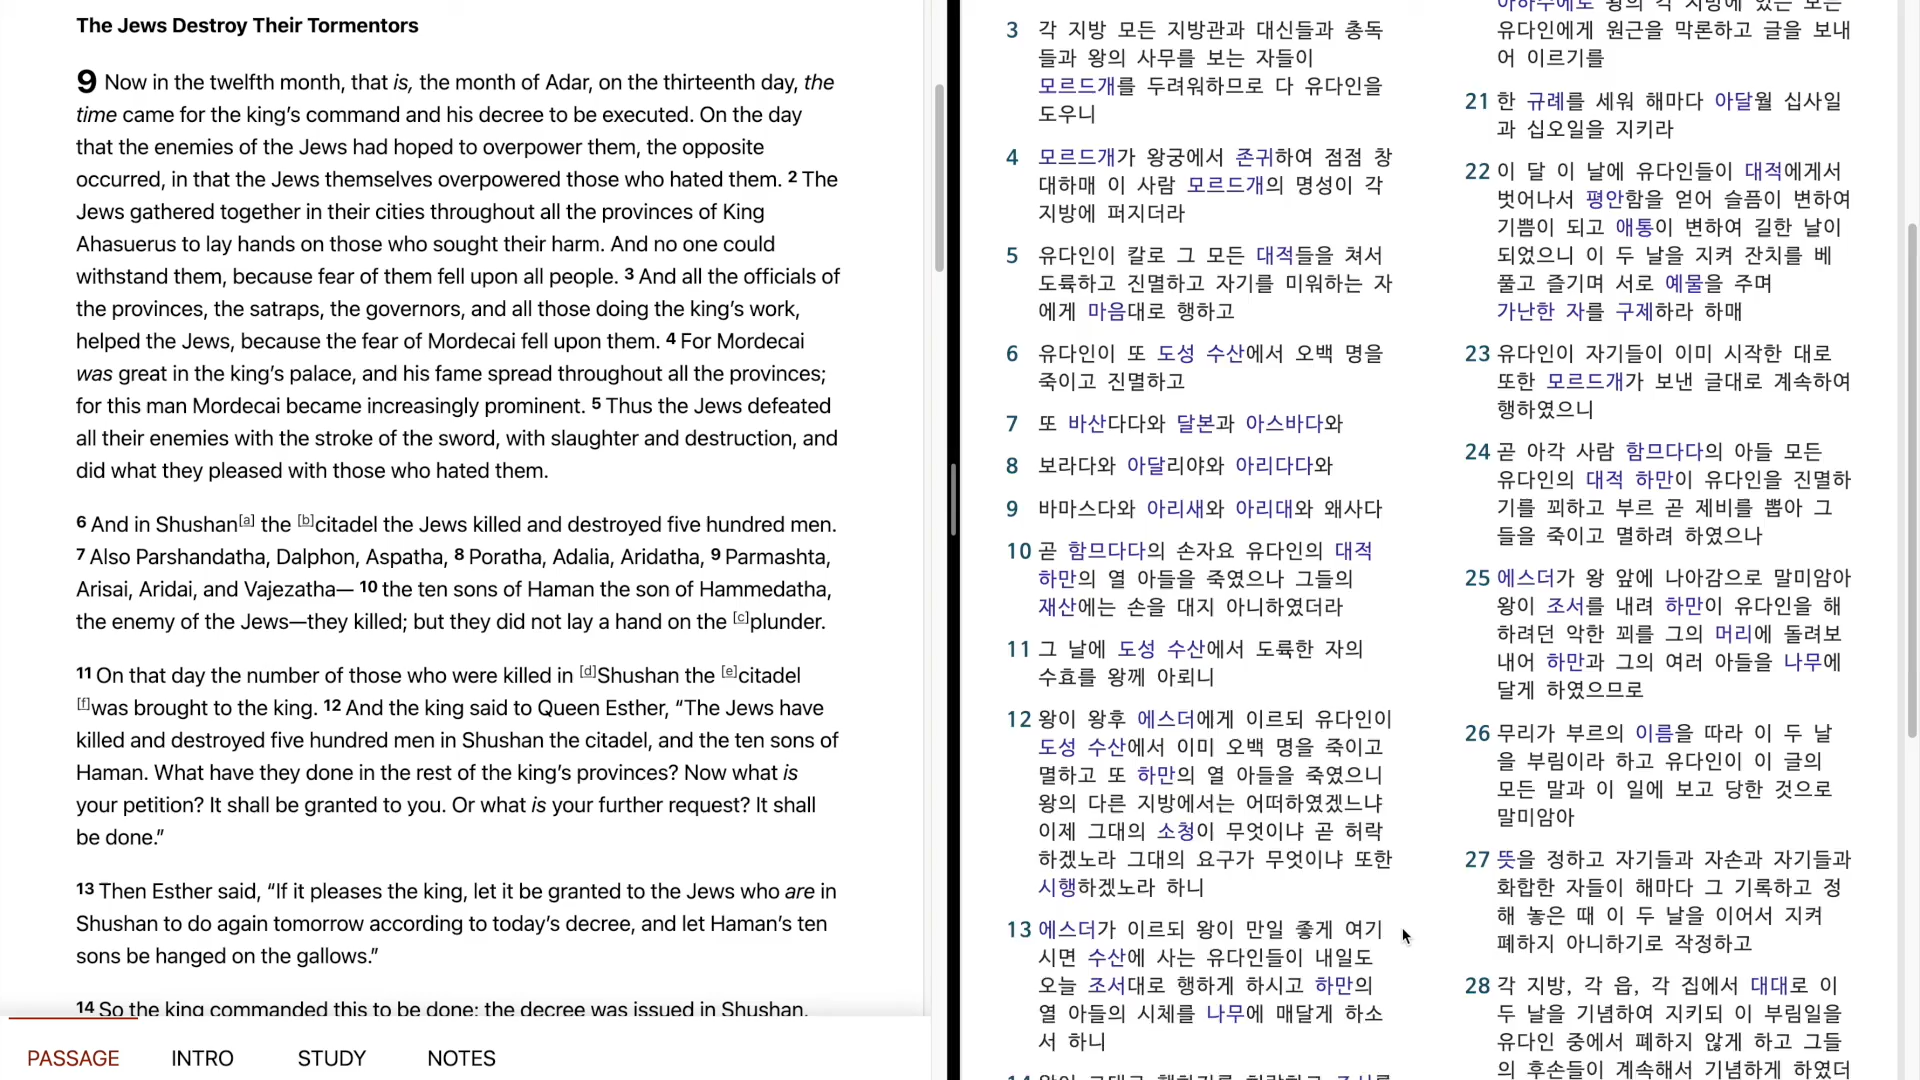 The Jews Destroy Their Tormentors
9 Now in the twelfth month, that is, the month of Adar, on the thirteenth day, the
time came for the king’s command and his decree to be executed. On the day
that the enemies of the Jews had hoped to overpower them, the opposite
occurred, in that the Jews themselves overpowered those who hated them. 2 The
Jews gathered together in their cities throughout all the provinces of King
Ahasuerus to lay hands on those who sought their harm. And no one could
withstand them, because fear of them fell upon all people. 3 And all the officials of
the provinces, the satraps, the governors, and all those doing the king’s work,
helped the Jews, because the fear of Mordecai fell upon them. 4 For Mordecai
was great in the king’s palace, and his fame spread throughout all the provinces;
for this man Mordecai became increasingly prominent. 5 Thus the Jews defeated
all their enemies with the stroke of the sword, with slaughter and destruction, and
did what they pleased with those who hated them.
6 And in Shushan[a] the [b]citadel the Jews killed and destroyed five hundred men.
7 Also Parshandatha, Dalphon, Aspatha, 8 Poratha, Adalia, Aridatha, 9 Parmashta,
Arisai, Aridai, and Vajezatha— 10 the ten sons of Haman the son of Hammedatha,
the enemy of the Jews—they killed; but they did not lay a hand on the [c]plunder.
11 On that day the number of those who were killed in [d]Shushan the [e]citadel
[f]was brought to the king. 12 And the king said to Queen Esther, “The Jews have
killed and destroyed five hundred men in Shushan the citadel, and the ten sons of
Haman. What have they done in the rest of the king’s provinces? Now what is
your petition? It shall be granted to you. Or what is your further request? It shall
be done.”
13 Then Esther said, “If it pleases the king, let it be granted to the Jews who are in
Shushan to do again tomorrow according to today’s decree, and let Haman’s ten
sons be hanged on the gallows.”
14 So the king commanded this to be done; the decree was issued in Shushan,
PASSAGE INTRO STUDY NOTES
3 각 지방 모든 지방관과 대신들과 총독
들과 왕의 사무를 보는 자들이
모르드개를 두려워하므로 다 유다인을
도우니
4 모르드개가 왕궁에서 존귀하여 점점 창
대하매 이 사람 모르드개의 명성이 각
지방에 퍼지더라
5 유다인이 칼로 그 모든 대적들을 쳐서
도륙하고 진멸하고 자기를 미워하는 자
에게 마음대로 행하고
6 유다인이 또 도성 수산에서 오백 명을
죽이고 진멸하고
7 또 바산다다와 달본과 아스바다와
8 보라다와 아달리야와 아리다다와
9 바마스다와 아리새와 아리대와 왜사다
10 곧 함므다다의 손자요 유다인의 대적
하만의 열 아들을 죽였으나 그들의
재산에는 손을 대지 아니하였더라
11 그 날에 도성 수산에서 도륙한 자의
수효를 왕께 아뢰니
12 왕이 왕후 에스더에게 이르되 유다인이
도성 수산에서 이미 오백 명을 죽이고
멸하고 또 하만의 열 아들을 죽였으니
왕의 다른 지방에서는 어떠하였겠느냐
이제 그대의 소청이 무엇이냐 곧 허락
하겠노라 그대의 요구가 무엇이냐 또한
시행하겠노라 하니
13 에스더가 이르되 왕이 만일 좋게 여기
시면 수산에 사는 유다인들이 내일도
오늘 조서대로 행하게 하시고 하만의
열 아들의 시체를 나무에 매달게 하소
서 하니
아하수에로 왕의 각 지방에 있는 모든
유다인에게 원근을 막론하고 글을 보내
어 이르기를
21 한 규례를 세워 해마다 아달월 십사일
과 십오일을 지키라
22 이 달 이 날에 유다인들이 대적에게서
벗어나서 평안함을 얻어 슬픔이 변하여
기쁨이 되고 애통이 변하여 길한 날이
되었으니 이 두 날을 지켜 잔치를 베
풀고 즐기며 서로 예물을 주며
가난한 자를 구제하라 하매
23 유다인이 자기들이 이미 시작한 대로
또한 모르드개가 보낸 글대로 계속하여
행하였으니
24 곧 아각 사람 함므다다의 아들 모든
유다인의 대적 하만이 유다인을 진멸하
기를 꾀하고 부르 곧 제비를 뽑아 그
들을 죽이고 멸하려 하였으나
25 에스더가 왕 앞에 나아감으로 말미암아
왕이 조서를 내려 하만이 유다인을 해
하려던 악한 꾀를 그의 머리에 돌려보
내어 하만과 그의 여러 아들을 나무에
달게 하였으므로
26 무리가 부르의 이름을 따라 이 두 날
을 부림이라 하고 유다인이 이 글의
모든 말과 이 일에 보고 당한 것으로
말미암아
27 뜻을 정하고 자기들과 자손과 자기들과
화합한 자들이 해마다 그 기록하고 정
해 놓은 때 이 두 날을 이어서 지켜
폐하지 아니하기로 작정하고
28 각 지방, 각 읍, 각 집에서 대대로 이
두 날을 기념하여 지키되 이 부림일을
유다인 중에서 폐하지 않게 하고 그들
의 후손들이 계속해서 기념하게 하였더